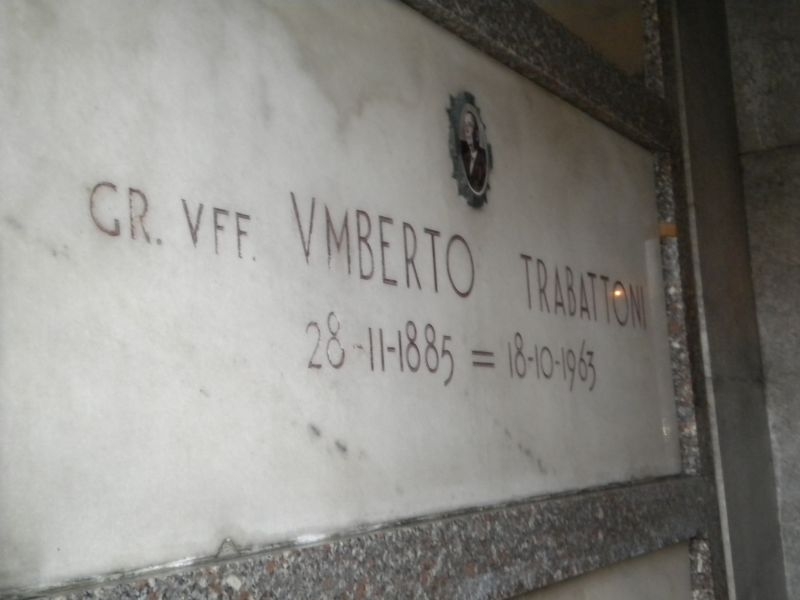 GR. VFF. VMBERTO TRABATTONI
28-11-1885 = 18-10-1963